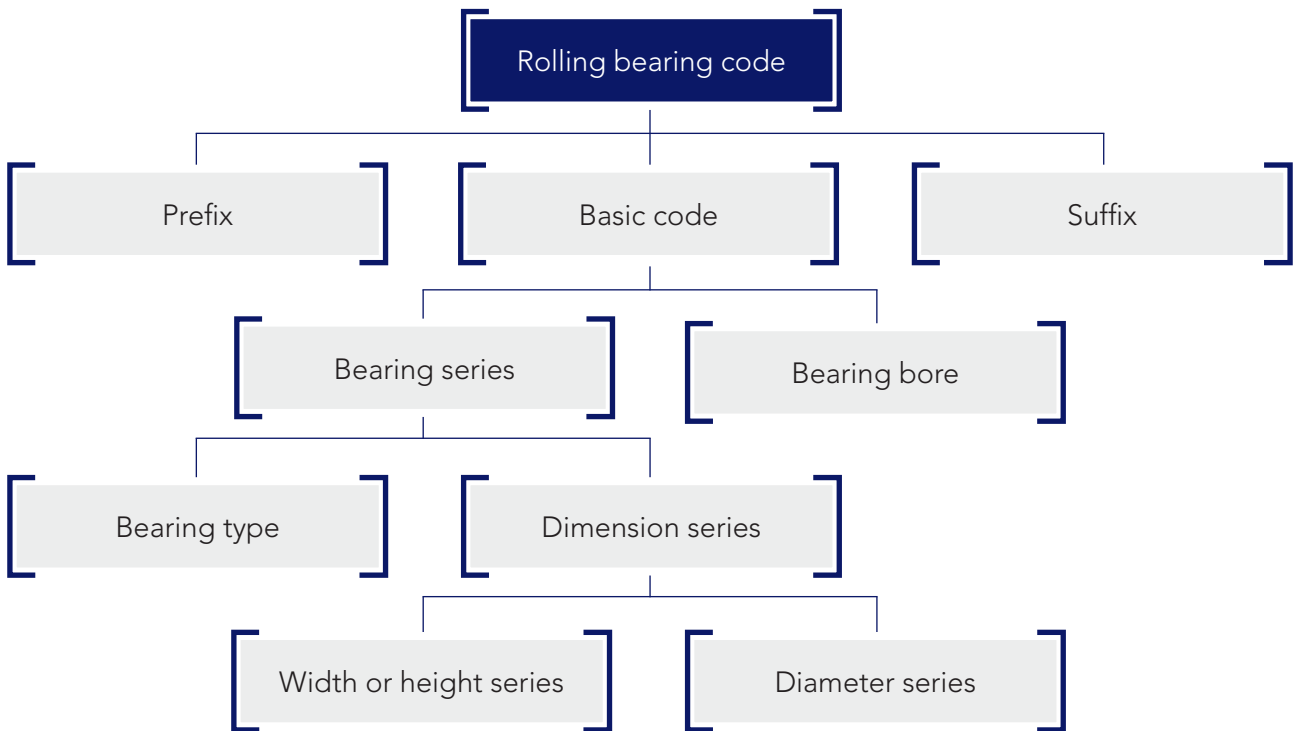 Rolling bearing code
Prefix
Basic code
Suffix
Bearing series
Bearing bore
Bearing type
Dimension series
Width or height series
Diameter series